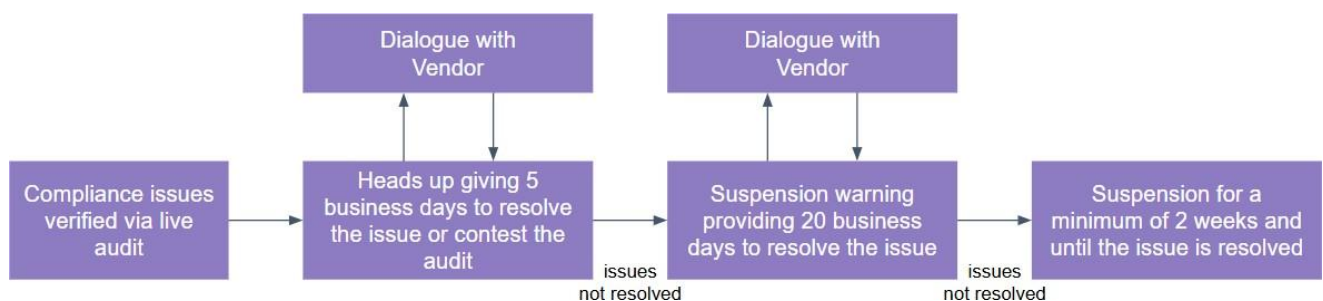 Dialogue with
Vendor
Dialogue with
Vendor
Compliance issues
verified via live
audit
Heads up giving 5
business days to resolve
the issue or contest the
audit
issues
not resolved
Suspension warning
providing 20 business
days to resolve the issue
issues
not resolved
Suspension for a
minimum of 2 weeks and
until the issue is resolved